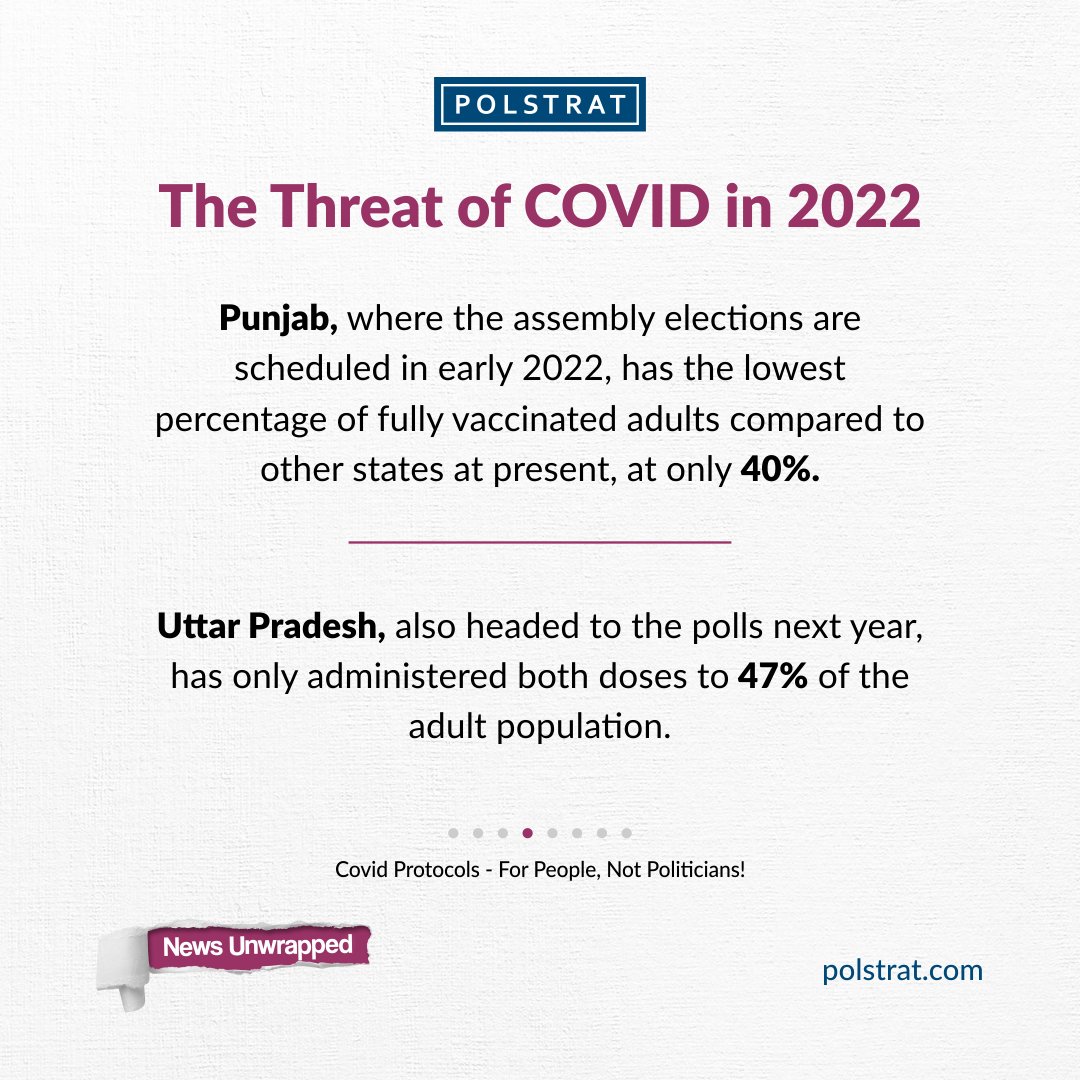 POLSTRAT
The Threat of COVID in 2022
Punjab, where the assembly elections are
scheduled in early 2022, has the lowest
percentage of fully vaccinated adults compared to
other states at present, at only 40%.
Uttar Pradesh, also headed to the polls next year,
has only administered both doses to 47% of the
adult population.
Covid Protocols - For People, Not Politicians!
News Unwrapped
polstrat.com